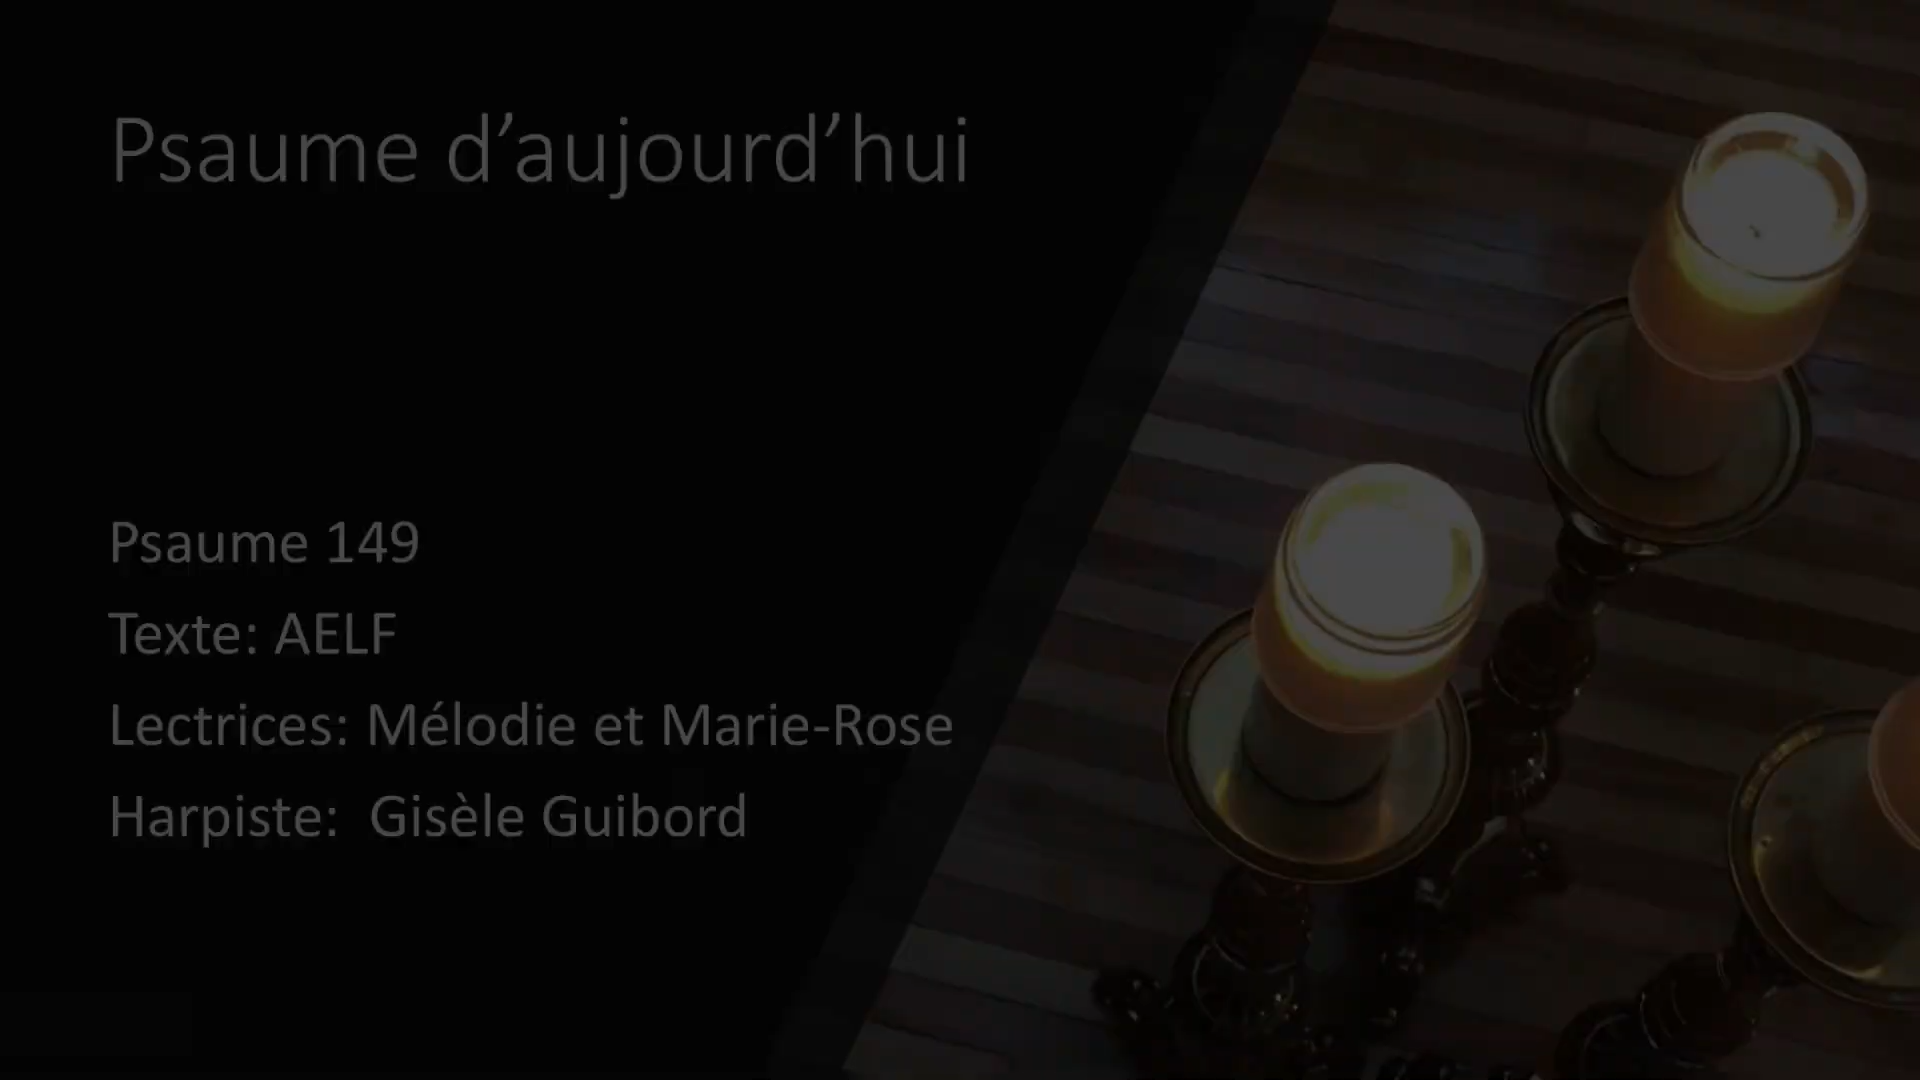 Psaume d’aujourd’hui
Psaume 149
Texte: AELF
Lectrices: Mélodie et Marie-Rose
Harpiste:  Gisèle Guibord